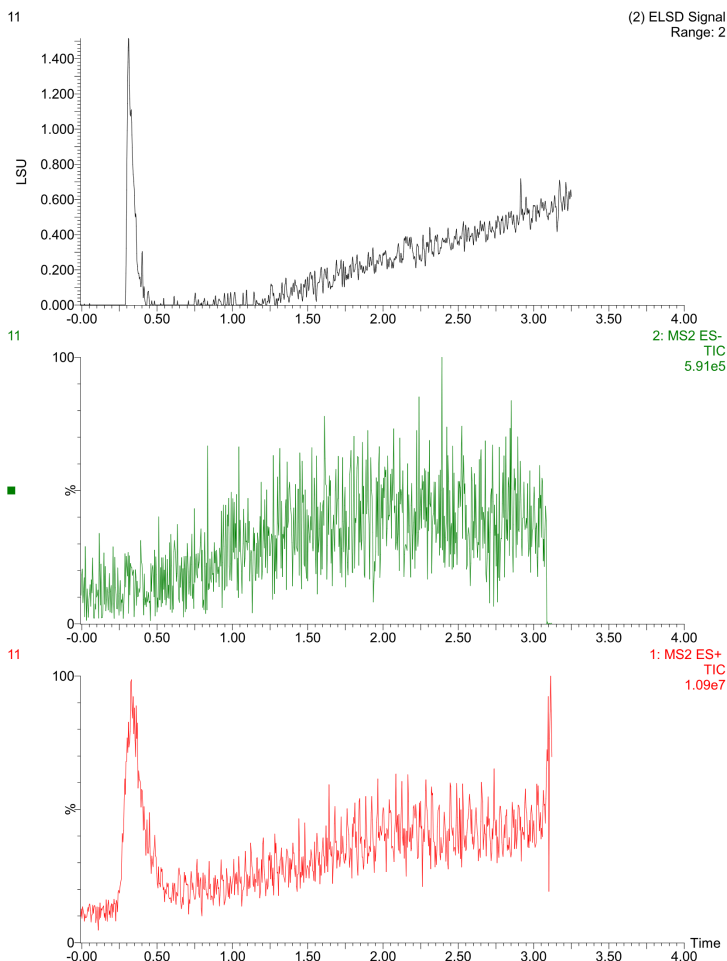 11
(2) ELSD Signal
Range: 2
LSU
1.400
1.200
1.000
0.800
0.600
0.400
0.200
0.000
-0.00 0.50 1.00 1.50 2.00 2.50 3.00 3.50 4.00
11
2: MS2 ES-
TIC
5.91e5
100
%
0
-0.00 0.50 1.00 1.50 2.00 2.50 3.00 3.50 4.00
11
1: MS2 ES+
TIC
1.09e7
100
%
0
Time
-0.00 0.50 1.00 1.50 2.00 2.50 3.00 3.50 4.00